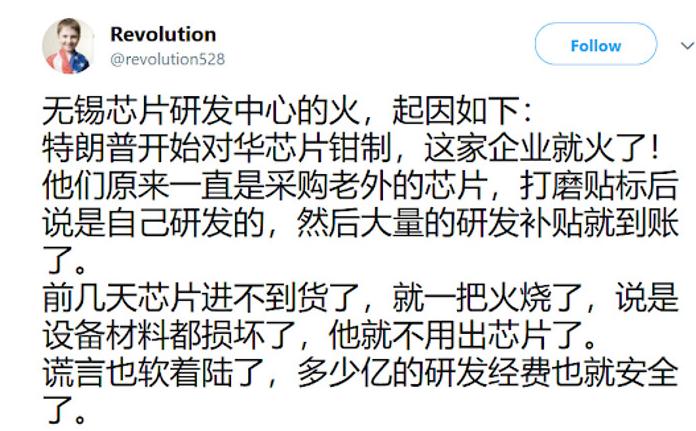 Revolution
@revolution528
Follow
无锡芯片研发中心的火，起因如下：
特朗普开始对华芯片钳制，这家企业就火了！
他们原来一直是采购老外的芯片，打磨贴标后
说是自己研发的，然后大量的研发补贴就到账
了。
前几天芯片进不到货了，就一把火烧了，说是
设备材料都损坏了，他就不用出芯片了。
谎言也软着陆了，多少亿的研发经费也就安全
了。